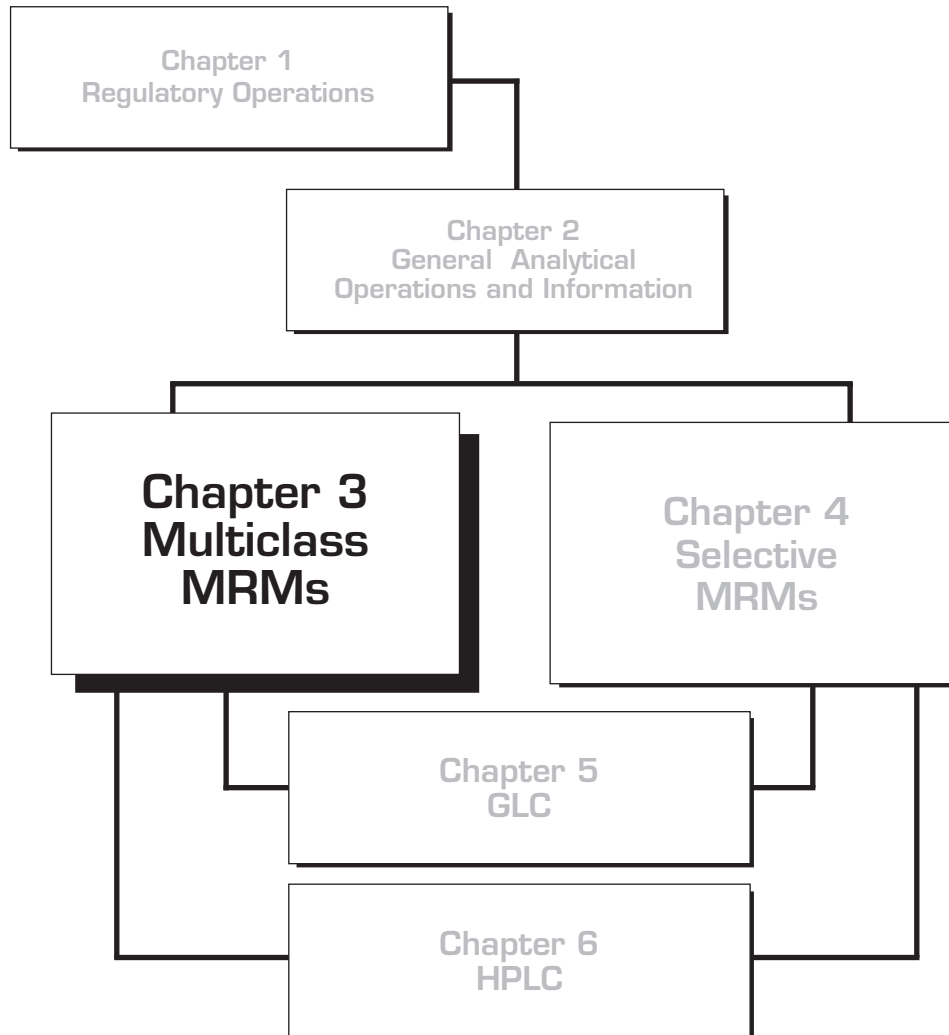 Chapter 1
Regulatory Operations
Chapter 2
General Analytical
Operations and Information
Chapter 3
Multiclass
MRMs
Chapter 4
Selective
MRMs
Chapter 5
GLC
Chapter 6
HPLC